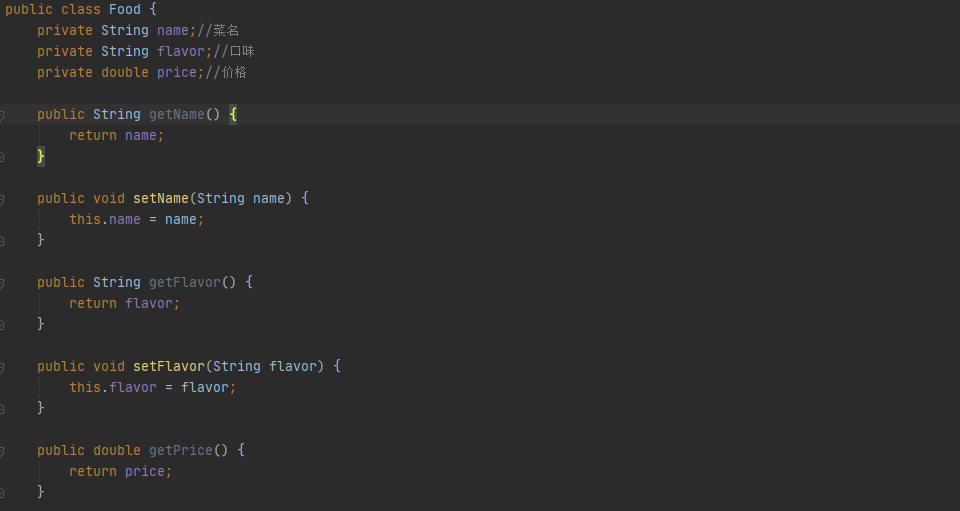 public class Food {
private String name;//菜名
private String flavor;//口味
private double price;//价格
public String getName() {
return name;
}
public void setName(String name) {
this.name = name;
}
public String getFlavor() {
return flavor;
}
public void setFlavor(String flavor) {
this.flavor = flavor;
}
public double getPrice() {
return price;
}